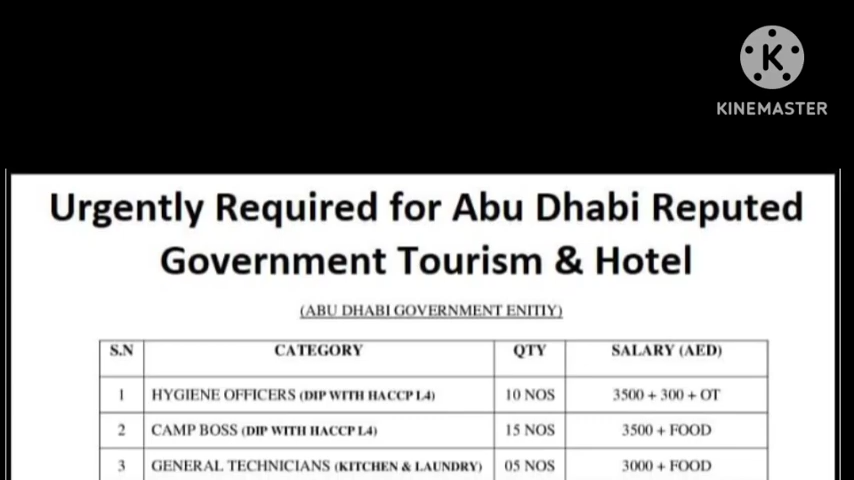 KINEMASTER
Urgently Required for Abu Dhabi Reputed
Government Tourism & Hotel
(ABU DHABI GOVERNMENT ENITIY)
S.N CATEGORY QTY SALARY (AED)
1 HYGIENE OFFICERS (DIP WITH HACCP L4) 10 NOS 3500 + 300 + OT
2 CAMP BOSS (DIP WITH HACCP L4) 15 NOS 3500 + FOOD
3 GENERAL TECHNICIANS (KITCHEN & LAUNDRY) 05 NOS 3000 + FOOD